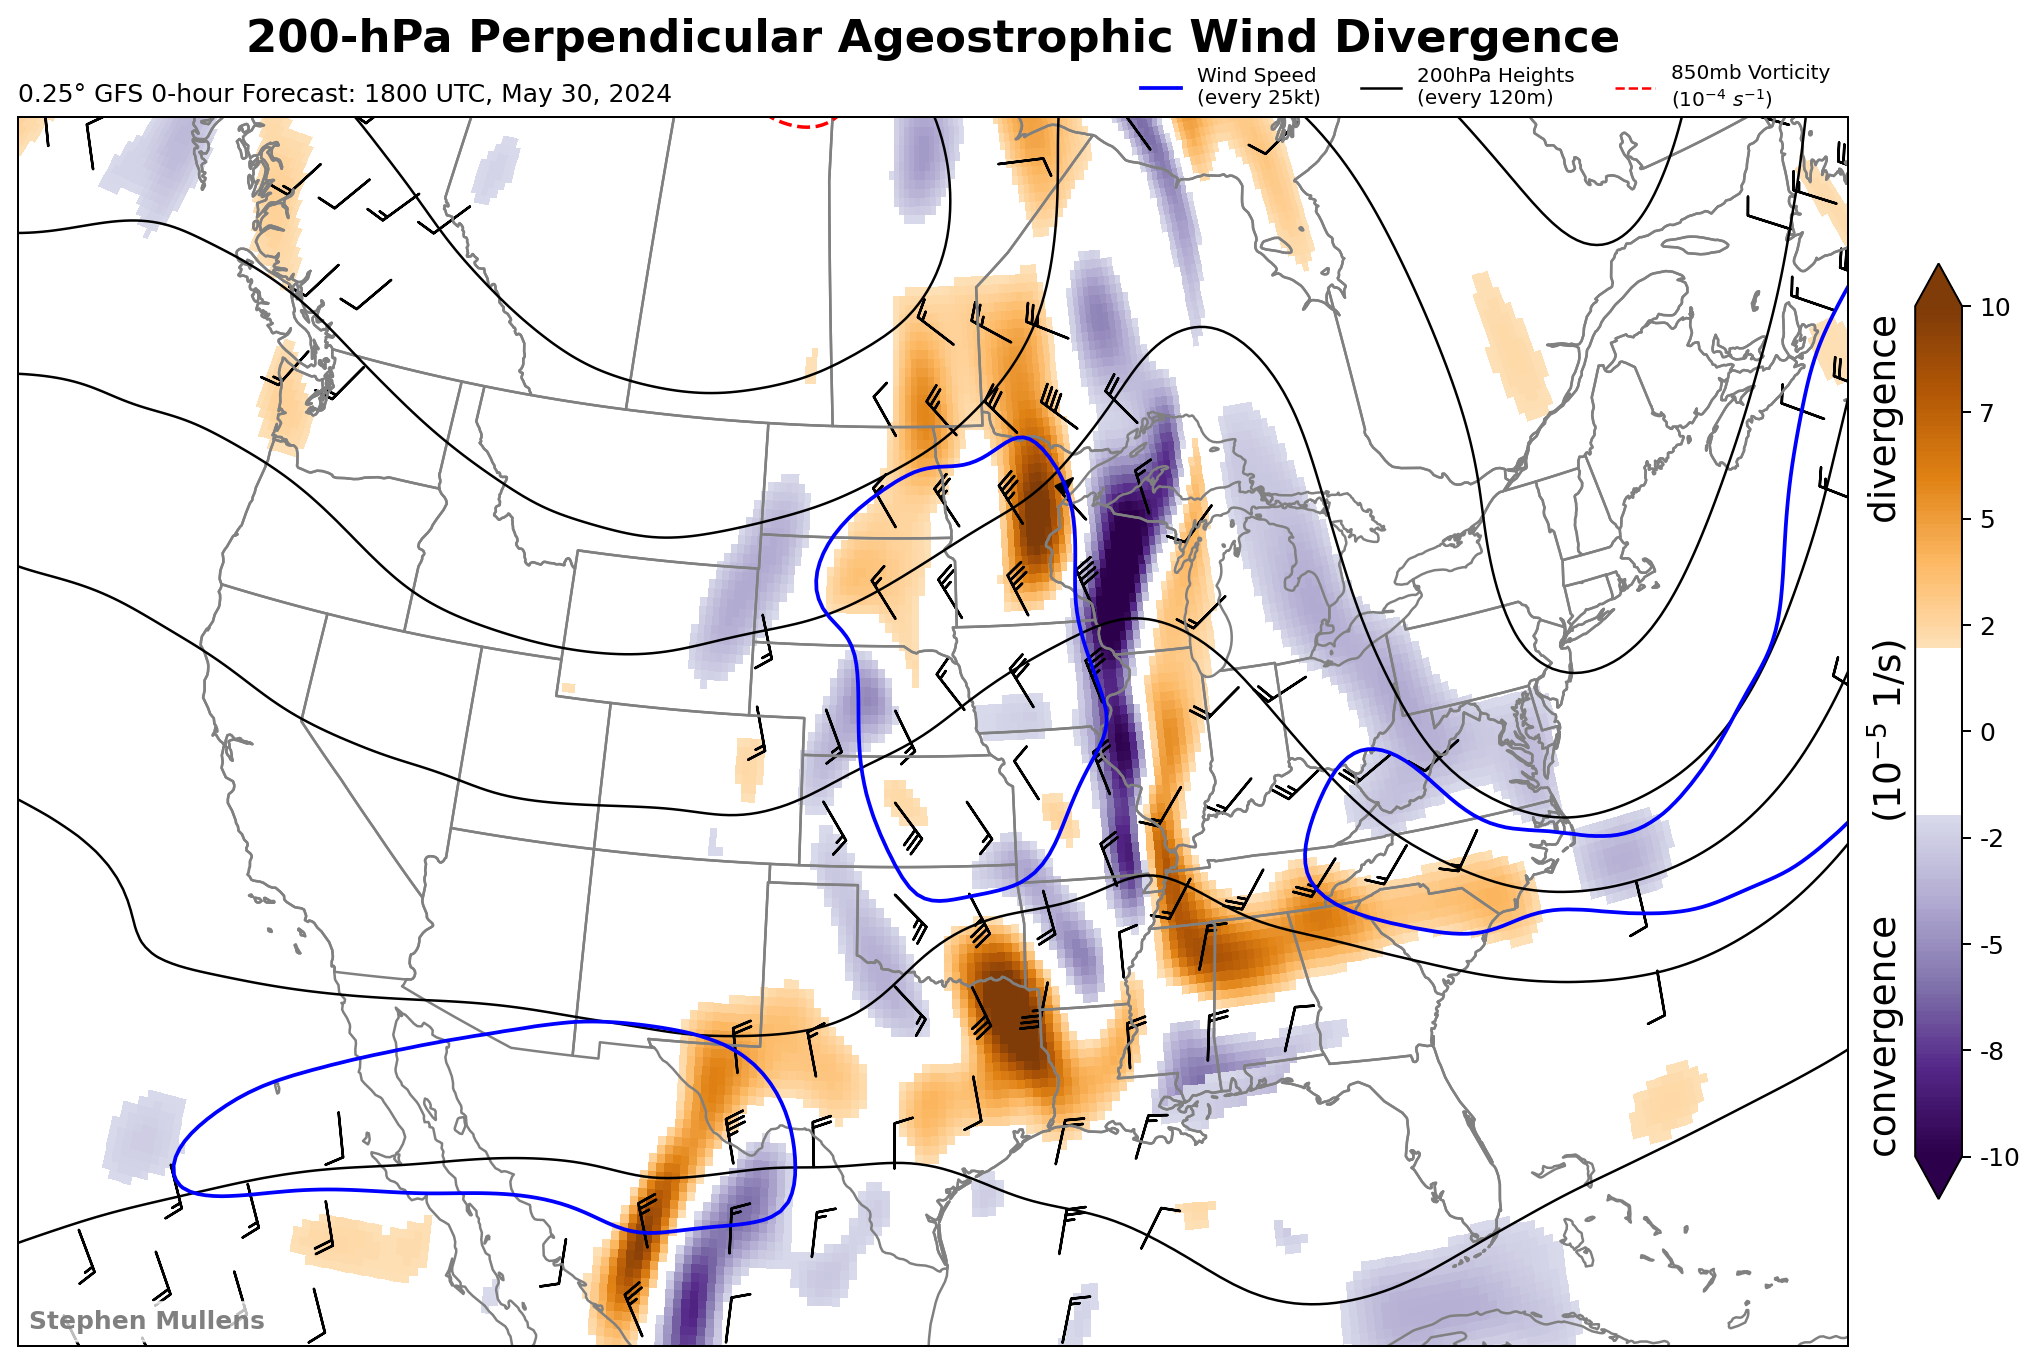 200-hPa Perpendicular Ageostrophic Wind Divergence
0.25° GFS 0-hour Forecast: 1800 UTC, May 30, 2024
Wind Speed
(every 25kt)
200hPa Heights
(every 120m)
850mb Vorticity
(10⁻⁴ s⁻¹)
10
7
5
2
0
-2
-5
-8
-10
convergence (10⁻⁵ 1/s) divergence
Stephen Mullens